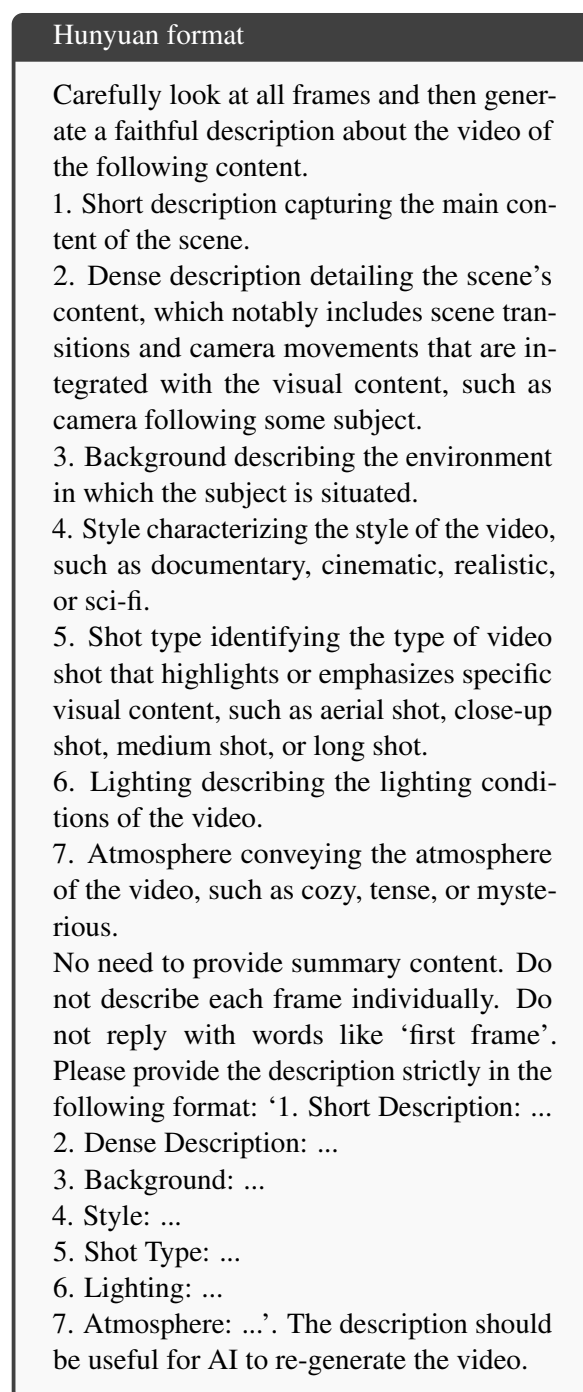 Hunyuan format
Carefully look at all frames and then gener-
ate a faithful description about the video of
the following content.
1. Short description capturing the main con-
tent of the scene.
2. Dense description detailing the scene's
content, which notably includes scene tran-
sitions and camera movements that are in-
tegrated with the visual content, such as
camera following some subject.
3. Background describing the environment
in which the subject is situated.
4. Style characterizing the style of the video,
such as documentary, cinematic, realistic,
or sci-fi.
5. Shot type identifying the type of video
shot that highlights or emphasizes specific
visual content, such as aerial shot, close-up
shot, medium shot, or long shot.
6. Lighting describing the lighting condi-
tions of the video.
7. Atmosphere conveying the atmosphere
of the video, such as cozy, tense, or myste-
rious.
No need to provide summary content. Do
not describe each frame individually. Do
not reply with words like ‘first frame’.
Please provide the description strictly in the
following format: ‘1. Short Description: ...
2. Dense Description: ...
3. Background: ...
4. Style: ...
5. Shot Type: ...
6. Lighting: ...
7. Atmosphere: ...’. The description should
be useful for AI to re-generate the video.